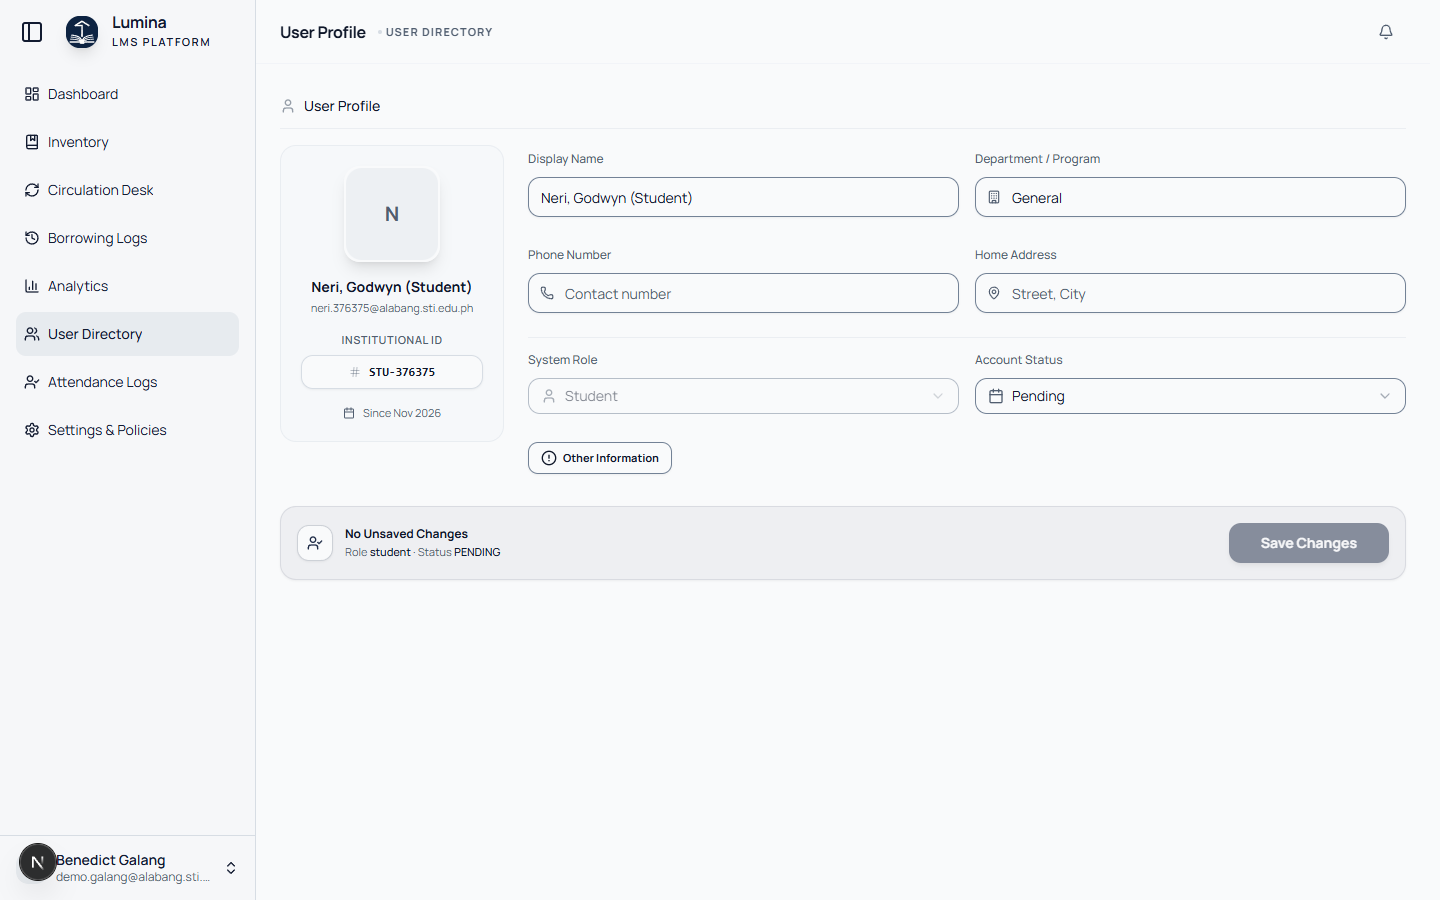 Lumina
LMS PLATFORM
Dashboard
Inventory
Circulation Desk
Borrowing Logs
Analytics
User Directory
Attendance Logs
Settings & Policies
N
Benedict Galang
demo.galang@alabang.sti....
User Profile
USER DIRECTORY
User Profile
N
Neri, Godwyn (Student)
neri.376375@alabang.sti.edu.ph
INSTITUTIONAL ID
# STU-376375
Since Nov 2026
Display Name
Neri, Godwyn (Student)
Department / Program
General
Phone Number
Contact number
Home Address
Street, City
System Role
Student
Account Status
Pending
Other Information
No Unsaved Changes
Role student · Status PENDING
Save Changes